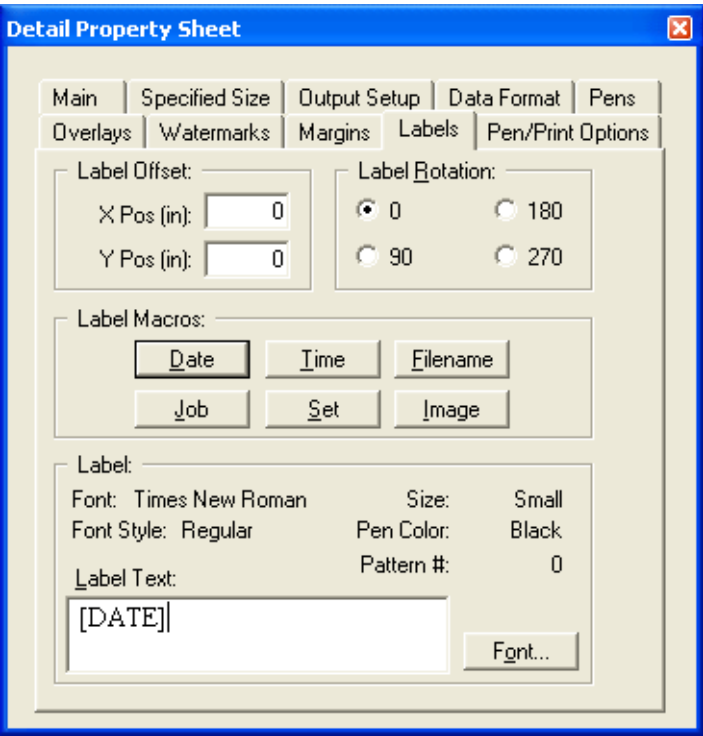 Detail Property Sheet
Main Specified Size Output Setup Data Format Pens
Overlays Watermarks Margins Labels Pen/Print Options
Label Offset: Label Rotation:
X Pos (in): 0 0 180
Y Pos (in): 0 90 270
Label Macros:
Date Time Filename
Job Set Image
Label:
Font: Times New Roman Size: Small
Font Style: Regular Pen Color: Black
Pattern #: 0
Label Text:
[DATE]
Font...